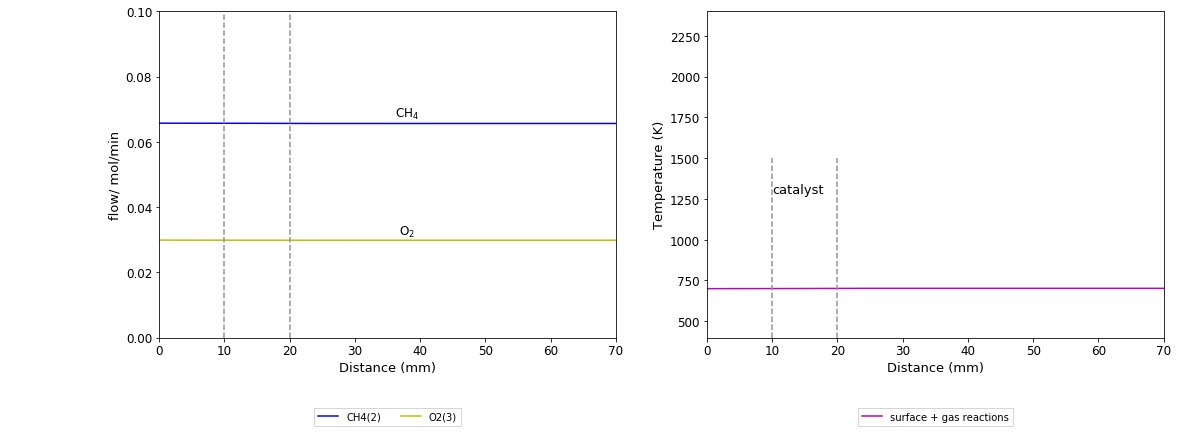 0.10
0.08
0.06
0.04
0.02
0.00
flow/ mol/min
CH4
O2
0 10 20 30 40 50 60 70
Distance (mm)
CH4(2) O2(3)
2250
2000
1750
1500
1250
1000
750
500
Temperature (K)
catalyst
0 10 20 30 40 50 60 70
Distance (mm)
surface + gas reactions